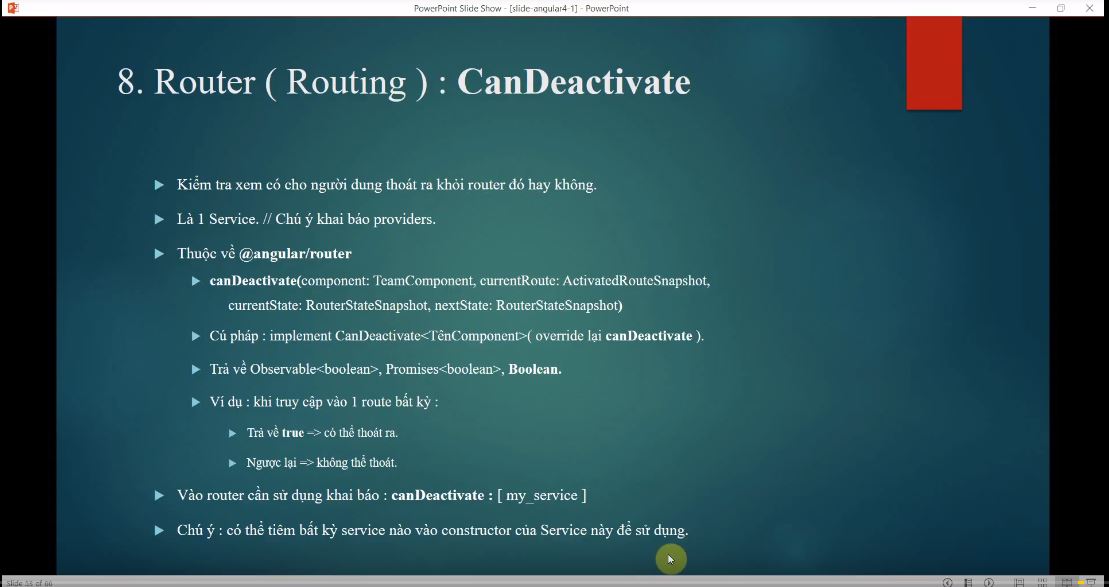 PowerPoint Slide Show - [slide-angular4-1] - PowerPoint
8. Router ( Routing ) : CanDeactivate
Kiểm tra xem có cho người dung thoát ra khỏi router đó hay không.
Là 1 Service. // Chú ý khai báo providers.
Thuộc về @angular/router
canDeactivate(component: TeamComponent, currentRoute: ActivatedRouteSnapshot,
currentState: RouterStateSnapshot, nextState: RouterStateSnapshot)
Cú pháp : implement CanDeactivate<TênComponent>( override lại canDeactivate ).
Trả về Observable<boolean>, Promises<boolean>, Boolean.
Ví dụ : khi truy cập vào 1 route bất kỳ :
Trả về true => có thể thoát ra.
Ngược lại => không thể thoát.
Vào router cần sử dụng khai báo : canDeactivate : [ my_service ]
Chú ý : có thể tiêm bất kỳ service nào vào constructor của Service này để sử dụng.
Slide of 66